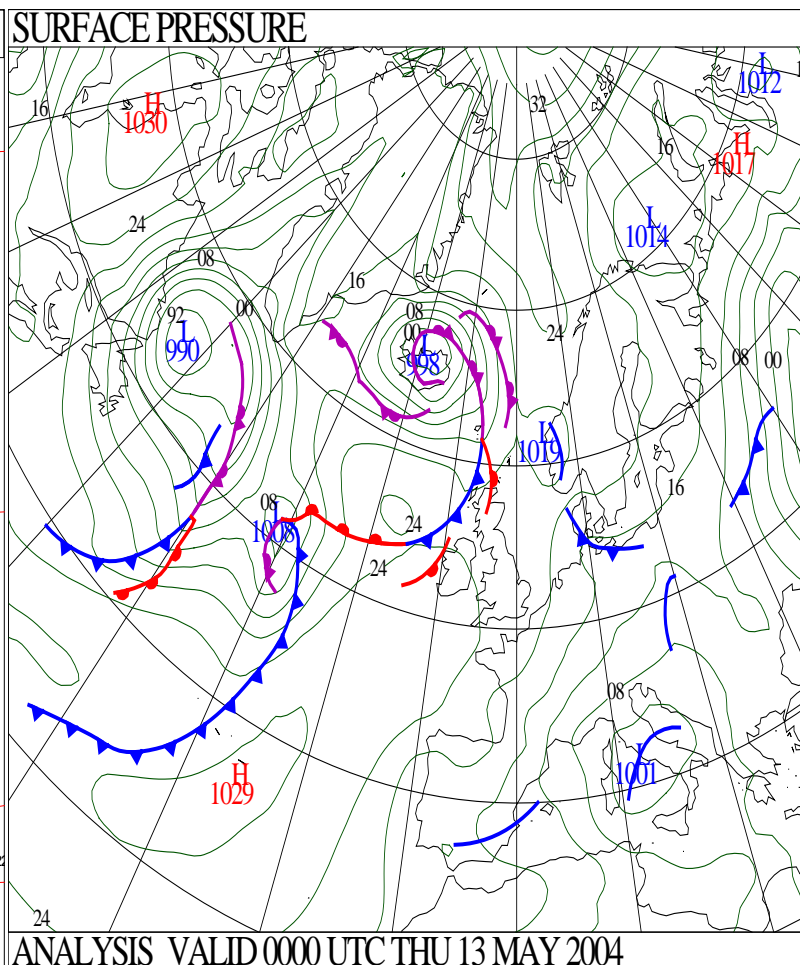 SURFACE PRESSURE
L
1012
16
H
1030
32
16
H
1017
24
L
1014
08
16
92
00
08
00
L
990
L
998
24
08
00
L
1019
16
08
L
1008
24
24
08
L
1001
H
1029
24
ANALYSIS VALID 0000 UTC THU 13 MAY 2004